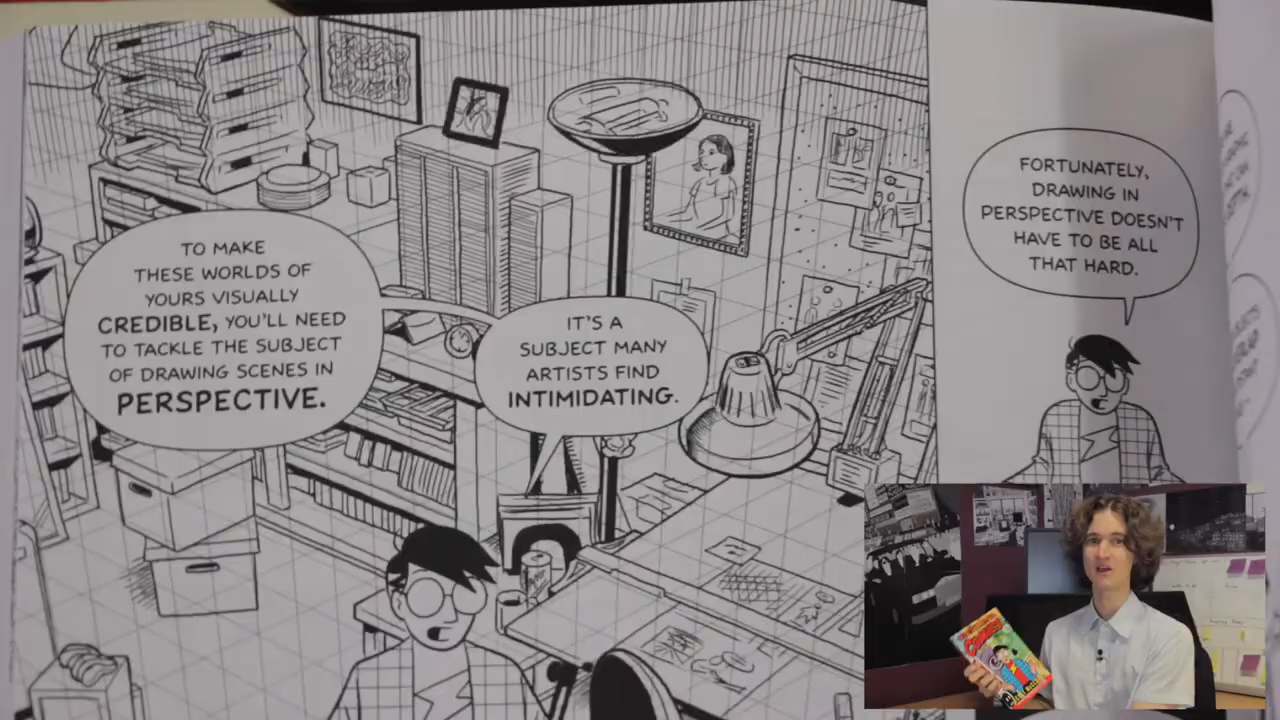 TO MAKE
THESE WORLDS OF
YOURS VISUALLY
CREDIBLE, YOU'LL NEED
TO TACKLE THE SUBJECT
OF DRAWING SCENES IN
PERSPECTIVE.
IT'S A
SUBJECT MANY
ARTISTS FIND
INTIMIDATING.
FORTUNATELY,
DRAWING IN
PERSPECTIVE DOESN'T
HAVE TO BE ALL
THAT HARD.